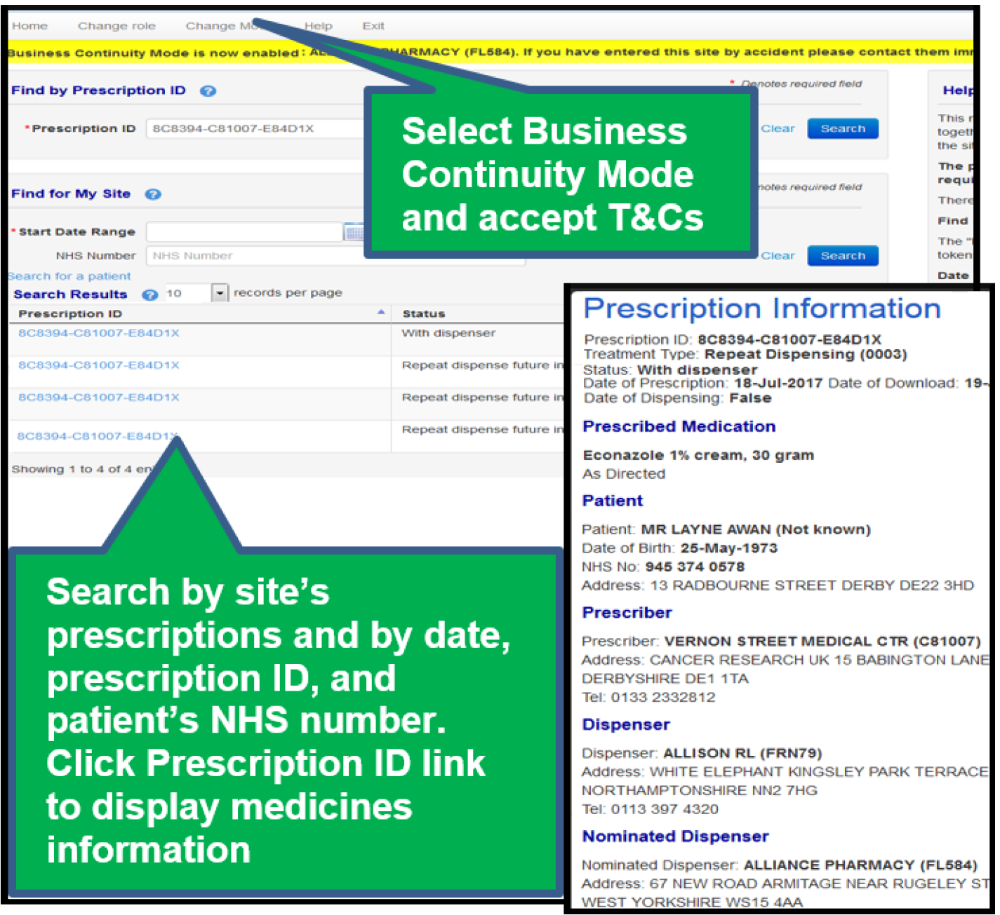 Home Change role Change Help Exit
Business Continuity Mode is now enabled: PHARMACY (FL584). If you have entered this site by accident please contact them
Find by Prescription ID ?
* Denotes required field
*Prescription ID 8C8394-C81007-E84D1X
Clear Search
Find for My Site ?
required field
*Start Date Range
NHS Number NHS Number
Clear Search
Search for a patient
Search Results ? 10 records per page
Prescription ID Status
8C8394-C81007-E84D1X With dispenser
8C8394-C81007-E84D1X Repeat dispense future in
8C8394-C81007-E84D1X Repeat dispense future in
8C8394-C81007-E84D1X Repeat dispense future in
Showing 1 to 4 of 4
Help
This
the
The
There
Find
The
token
Date
Select Business
Continuity Mode
and accept T&Cs
Search by site’s
prescriptions and by date,
prescription ID, and
patient’s NHS number.
Click Prescription ID link
to display medicines
information
Prescription Information
Prescription ID: 8C8394-C81007-E84D1X
Treatment Type: Repeat Dispensing (0003)
Status: With dispenser
Date of Prescription: 18-Jul-2017 Date of Download: 19-
Date of Dispensing: False
Prescribed Medication
Econazole 1% cream, 30 gram
As Directed
Patient
Patient: MR LAYNE AWAN (Not known)
Date of Birth: 25-May-1973
NHS No: 945 374 0578
Address: 13 RADBOURNE STREET DERBY DE22 3HD
Prescriber
Prescriber: VERNON STREET MEDICAL CTR (C81007)
Address: CANCER RESEARCH UK 15 BABINGTON LANE
DERBYSHIRE DE1 1TA
Tel: 0133 2332812
Dispenser
Dispenser: ALLISON RL (FRN79)
Address: WHITE ELEPHANT KINGSLEY PARK TERRACE
NORTHAMPTONSHIRE NN2 7HG
Tel: 0113 397 4320
Nominated Dispenser
Nominated Dispenser: ALLIANCE PHARMACY (FL584)
Address: 67 NEW ROAD ARMITAGE NEAR RUGELEY ST
WEST YORKSHIRE WS15 4AA